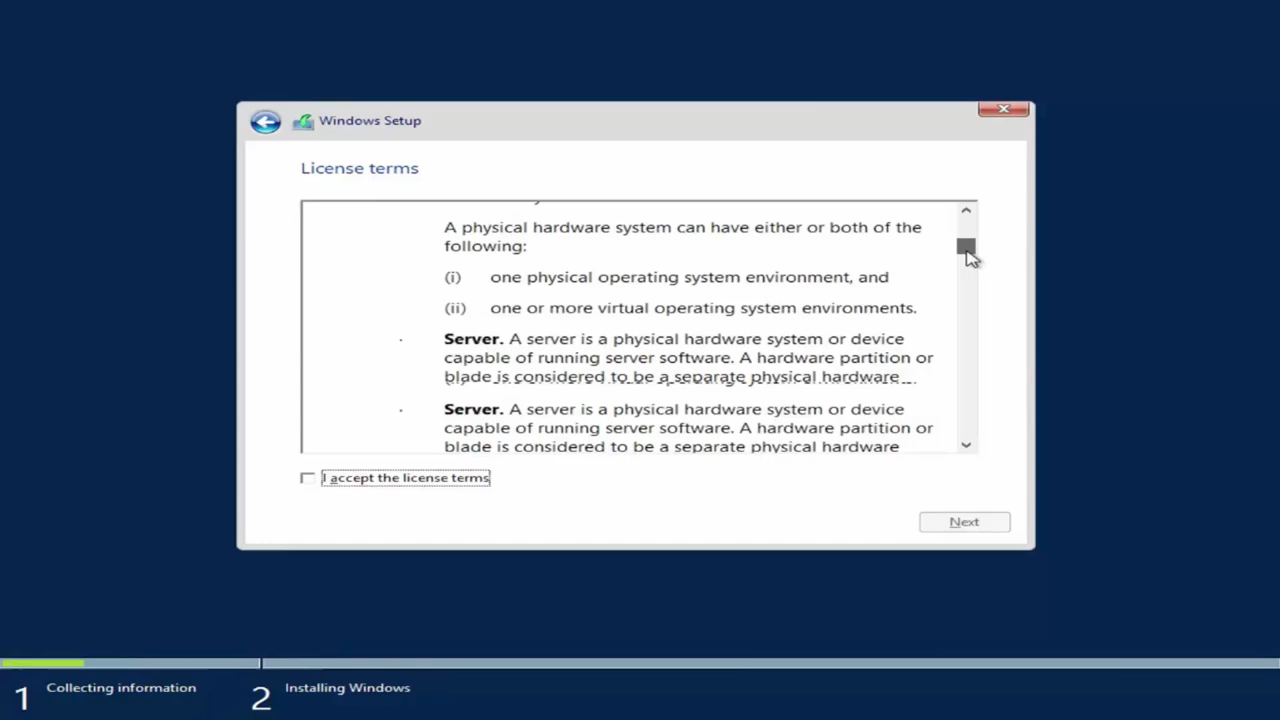 Windows Setup
License terms
A physical hardware system can have either or both of the
following:
(i) one physical operating system environment, and
(ii) one or more virtual operating system environments.
· Server. A server is a physical hardware system or device
capable of running server software. A hardware partition or
blade is considered to be a separate physical hardware
· Server. A server is a physical hardware system or device
capable of running server software. A hardware partition or
blade is considered to be a separate physical hardware
I accept the license terms
Next
1 Collecting information
2 Installing Windows